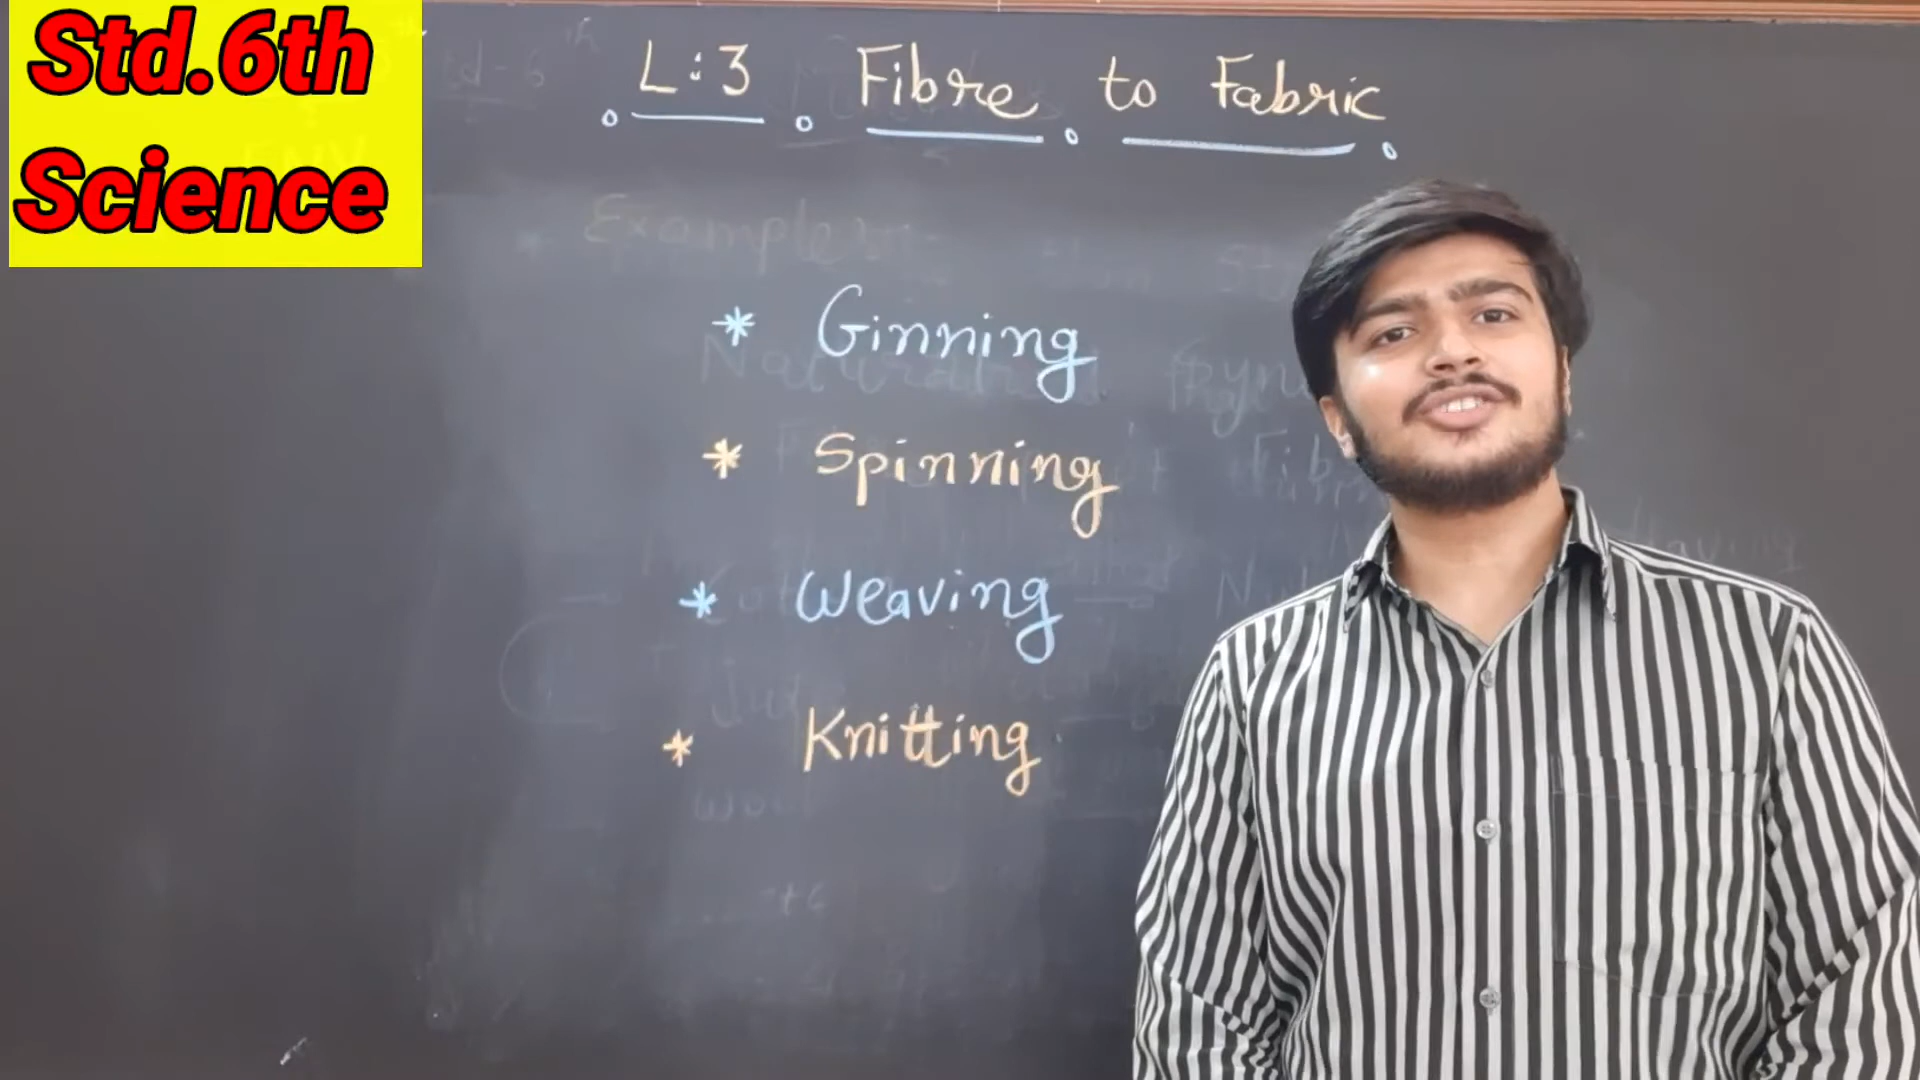 Std.6th
Science
L:3 Fibre to Fabric
* Ginning
* Spinning
* Weaving
* Knitting